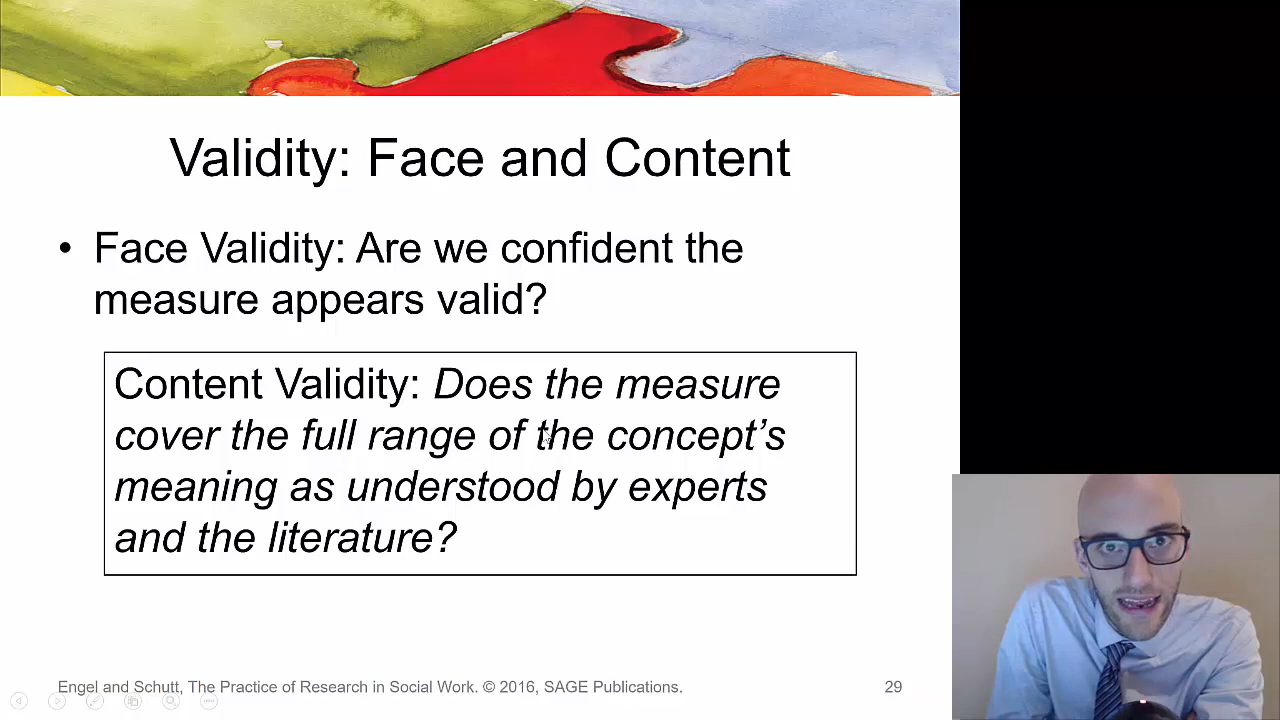 Validity: Face and Content
• Face Validity: Are we confident the
measure appears valid?
Content Validity: Does the measure
cover the full range of the concept’s
meaning as understood by experts
and the literature?
Engel and Schutt, The Practice of Research in Social Work. © 2016, SAGE Publications.
29